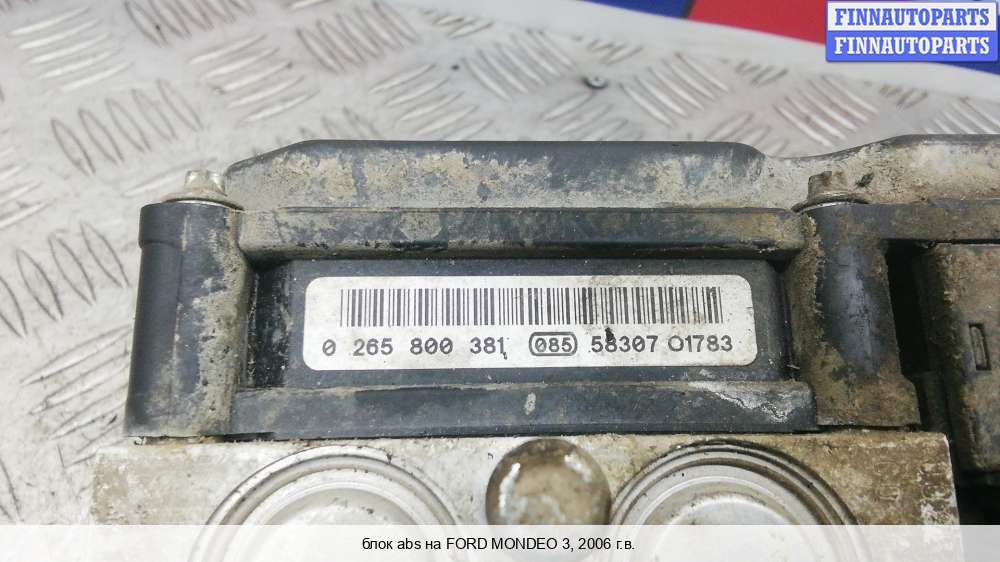 FINNAUTOPARTS
FINNAUTOPARTS
0 265 800 381 085 58307 01783
блок abs на FORD MONDEO 3, 2006 г.в.